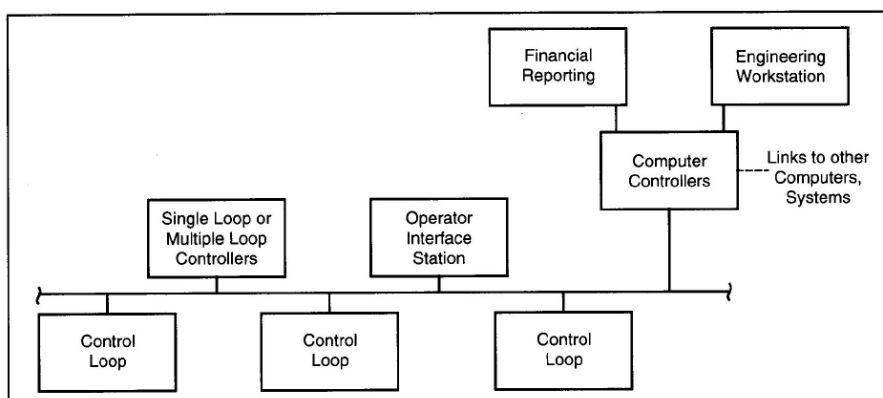 Financial
Reporting
Engineering
Workstation
Computer
Controllers
Links to other
Computers,
Systems
Single Loop or
Multiple Loop
Controllers
Operator
Interface
Station
Control
Loop
Control
Loop
Control
Loop